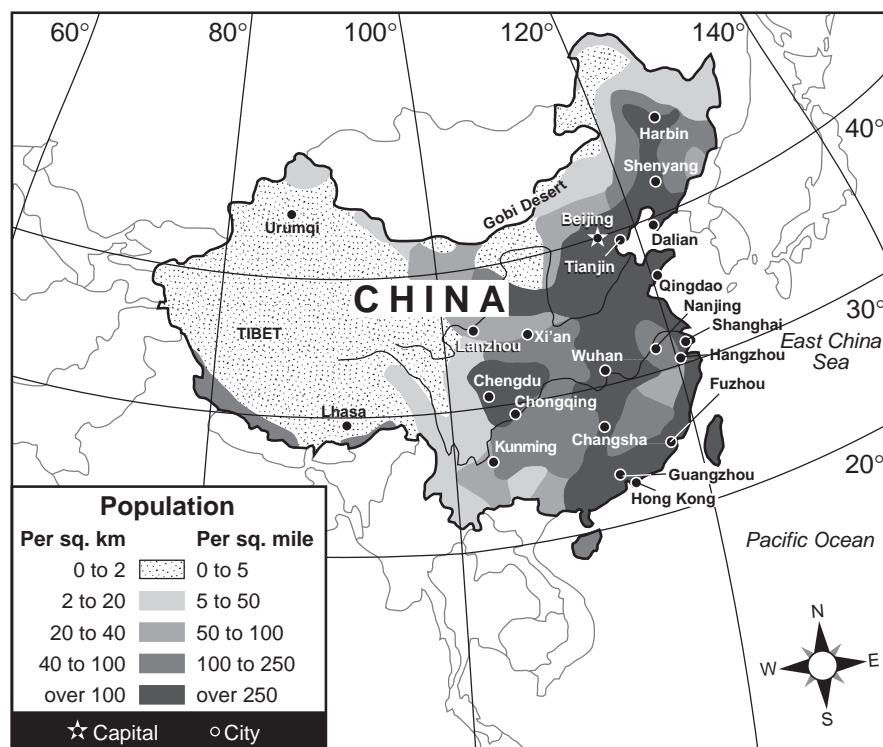 60°
80°
100°
120°
140°
40°
30°
20°
Harbin
Shenyang
Gobi Desert
Beijing
Urumqi
Dalian
Tianjin
Qingdao
CHINA
Nanjing
Shanghai
East China
Sea
TIBET
Lanzhou
Xi'an
Wuhan
Hangzhou
Chengdu
Fuzhou
Lhasa
Chongqing
Changsha
Kunming
Guangzhou
Hong Kong
Pacific Ocean
Population
Per sq. km Per sq. mile
0 to 2 0 to 5
2 to 20 5 to 50
20 to 40 50 to 100
40 to 100 100 to 250
over 100 over 250
Capital City
N
W E
S